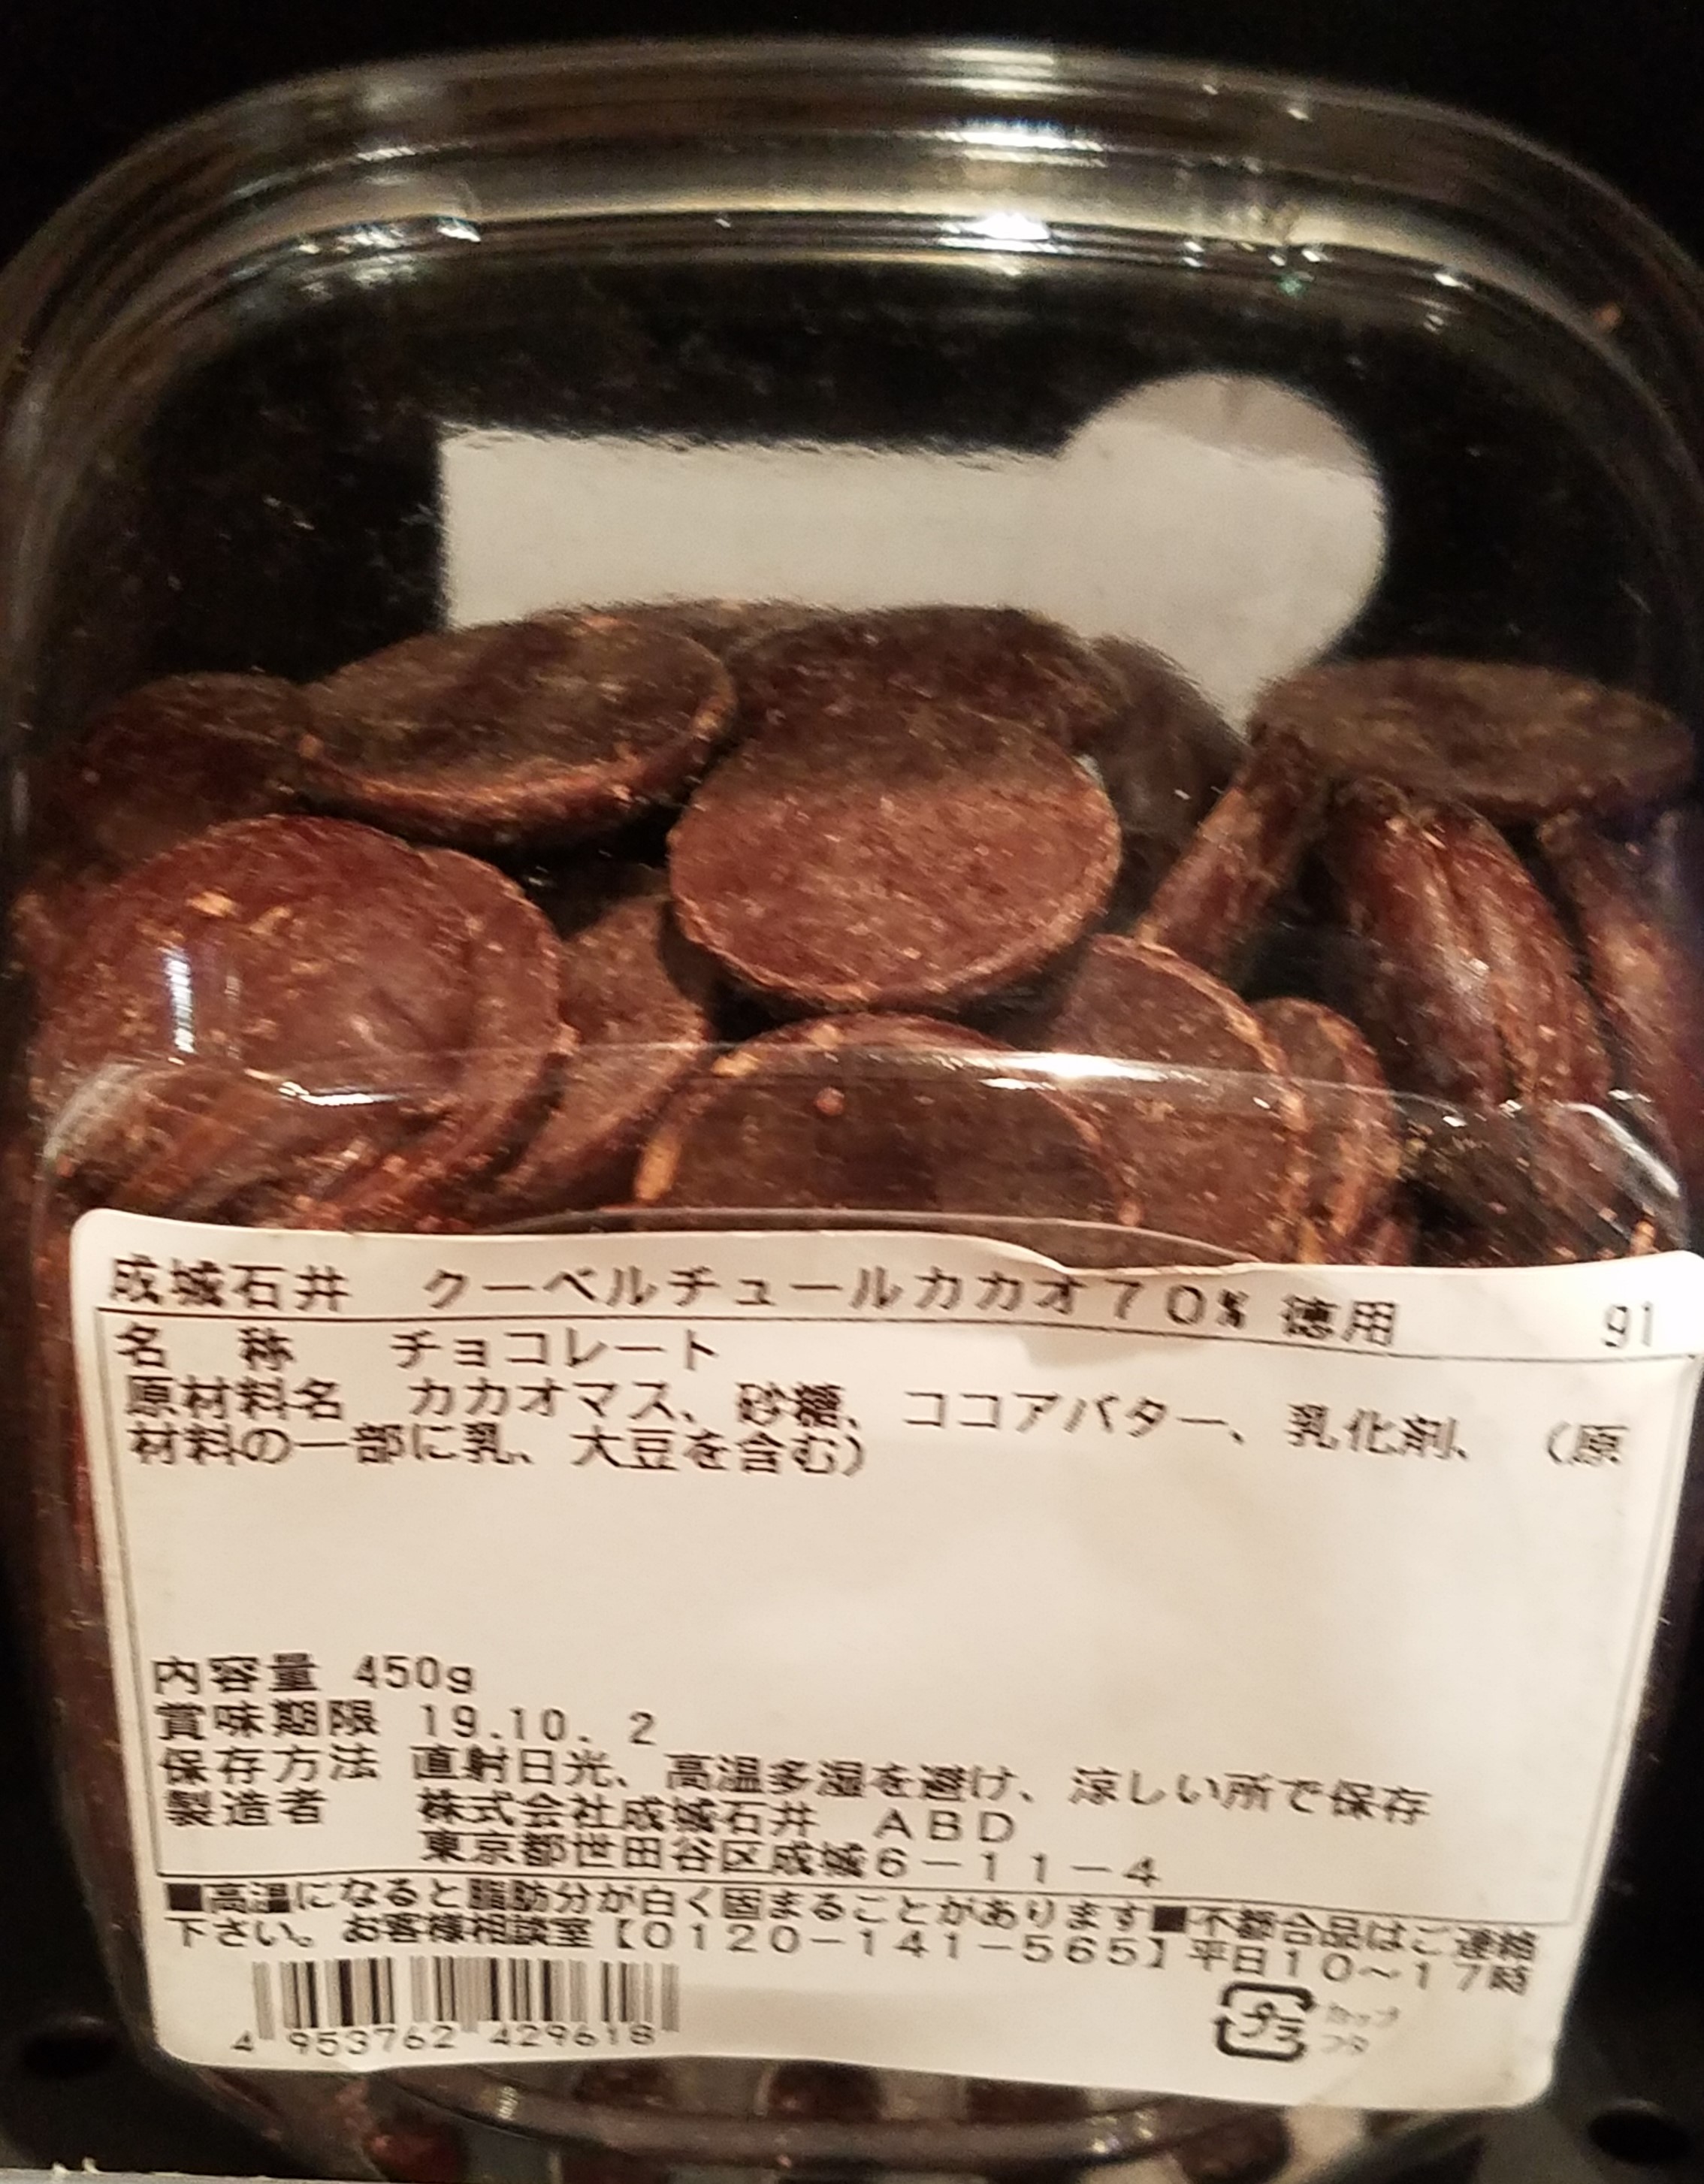 成城石井 クーベルチュールカカオ70% 徳用 91
名 称 チョコレート
原材料名 カカオマス、砂糖、ココアバター、乳化剤、(原
材料の一部に乳、大豆を含む)
内容量 450g
賞味期限 19.10. 2
保存方法 直射日光、高温多湿を避け、涼しい所で保存
製造者 株式会社成城石井 ABD
東京都世田谷区成城6-11-4
■高温になると脂肪分が白く固まることがあります■不都合品はご連絡
下さい。お客様相談室【0120-141-565】平日10~17時
4 953762 429618
プラ カップ
フタ